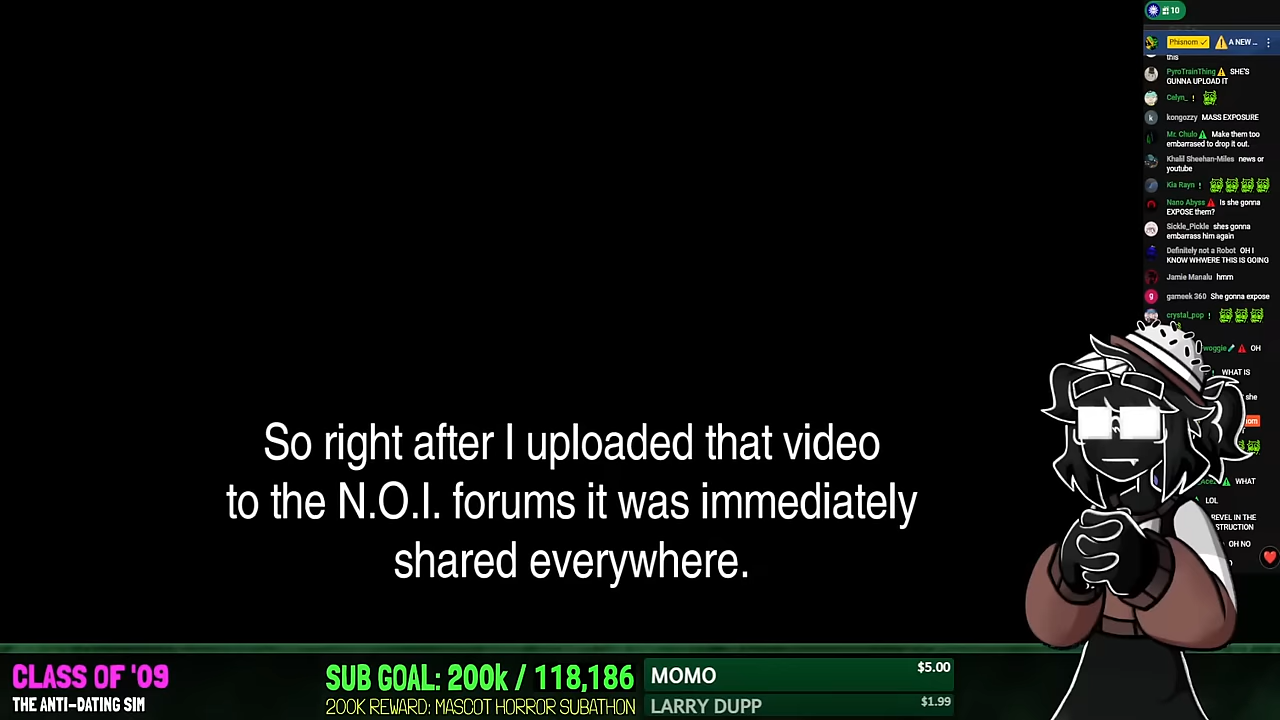 10
Phisnom
A NEW ...
this
PyroTrainThing SHE'S
GUNNA UPLOAD IT
Celyn_
kongozzy MASS EXPOSURE
Mr. Chulo Make them too
embarrased to drop it out.
Khalil Sheehan-Miles news or
youtube
Kia Rayn
Nano Abyss Is she gonna
EXPOSE them?
Sickle_Pickle shes gonna
embarrass him again
Definitely not a Robot OH I
KNOW WHWERE THIS IS GOING
Jamie Manalu hmm
gameek 360 She gonna expose
crystal_pop
woggie OH
WHAT IS
she
WHAT
LOL
REVEL IN THE
STRUCTION
OH NO
So right after I uploaded that video
to the N.O.I. forums it was immediately
shared everywhere.
CLASS OF '09
THE ANTI-DATING SIM
SUB GOAL: 200k / 118,186
200K REWARD: MASCOT HORROR SUBATHON
MOMO $5.00
LARRY DUPP $1.99